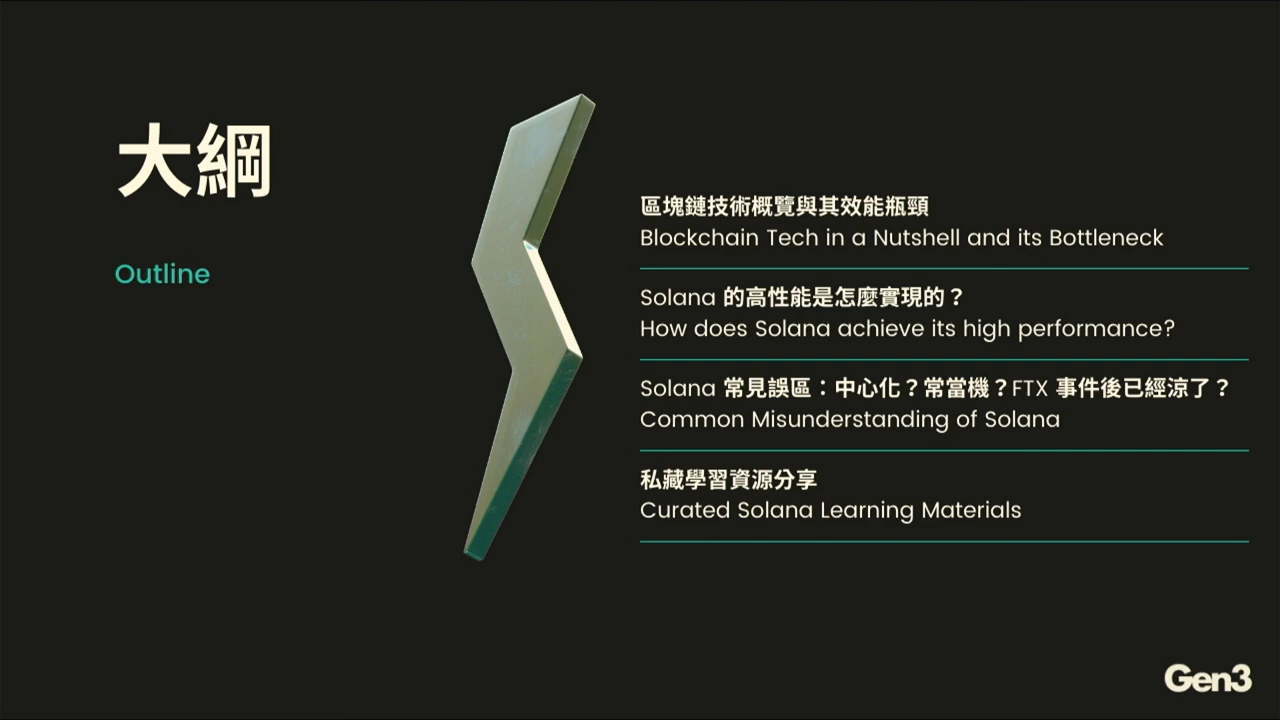 大綱
Outline
區塊鏈技術概覽與其效能瓶頸
Blockchain Tech in a Nutshell and its Bottleneck
Solana 的高性能是怎麼實現的？
How does Solana achieve its high performance?
Solana 常見誤區：中心化？常當機？FTX 事件後已經涼了？
Common Misunderstanding of Solana
私藏學習資源分享
Curated Solana Learning Materials
Gen3